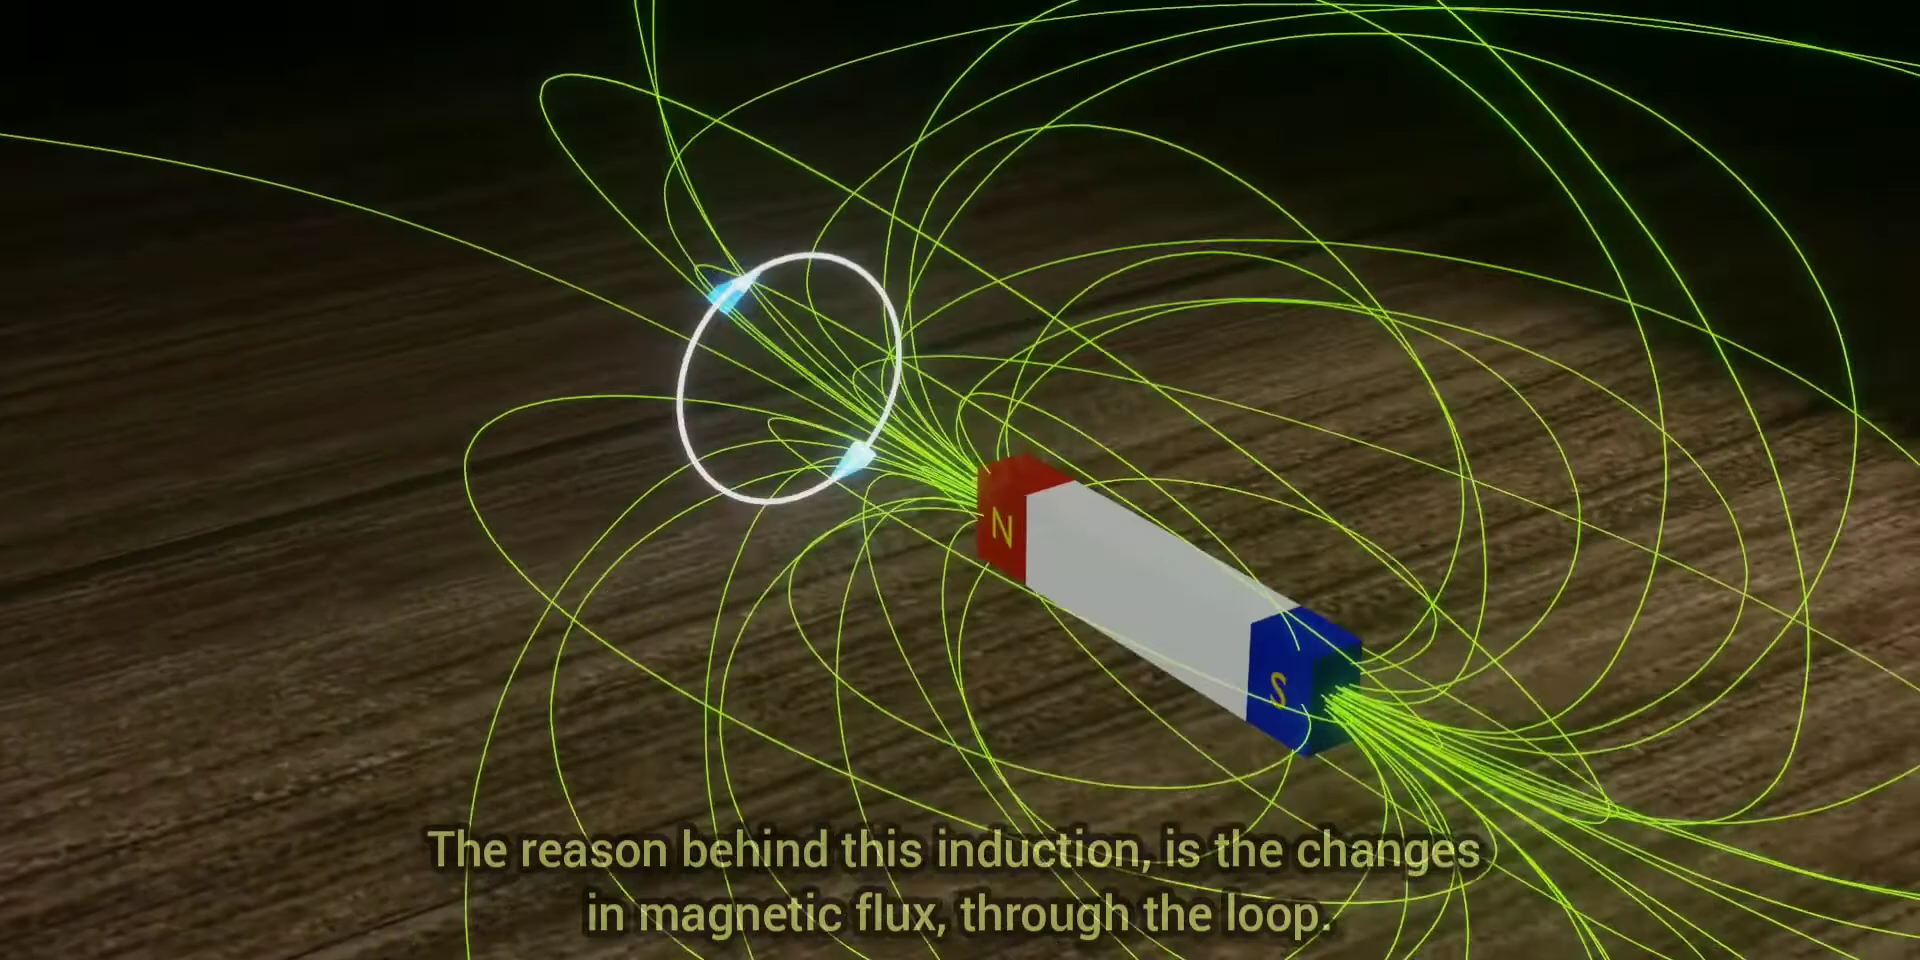 N
S
The reason behind this induction, is the changes
in magnetic flux, through the loop.